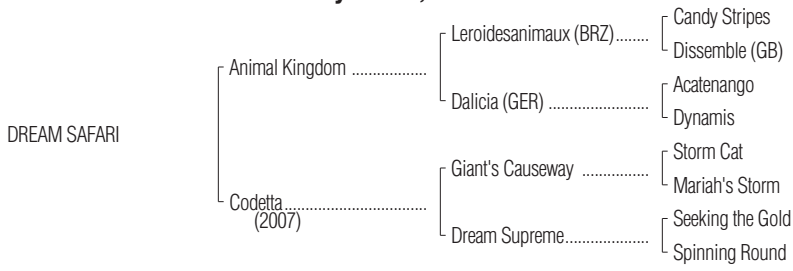 Candy Stripes
Leroidesanimaux (BRZ)........
Dissemble (GB)
Animal Kingdom ..................
Acatenango
Dalicia (GER) ........................
Dynamis
DREAM SAFARI
Storm Cat
Giant's Causeway ................
Mariah's Storm
Codetta..................................
(2007)
Seeking the Gold
Dream Supreme....................
Spinning Round